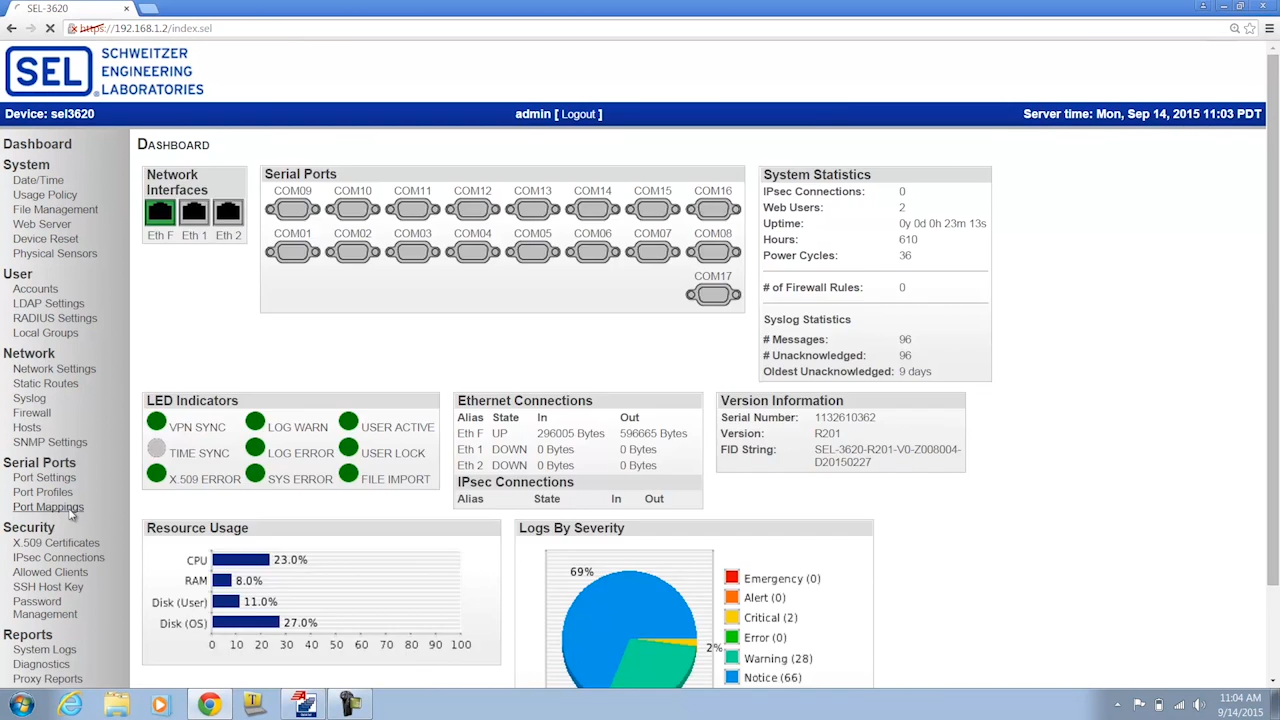 SEL-3620
https://192.168.1.2/index.sel
SEL
SCHWEITZER
ENGINEERING
LABORATORIES
Device: sel3620
admin [ Logout ]
Server time: Mon, Sep 14, 2015 11:03 PDT
Dashboard
System
Date/Time
Usage Policy
File Management
Web Server
Device Reset
Physical Sensors
User
Accounts
LDAP Settings
RADIUS Settings
Local Groups
Network
Network Settings
Static Routes
Syslog
Firewall
Hosts
SNMP Settings
Serial Ports
Port Settings
Port Profiles
Port Mappings
Security
X.509 Certificates
IPsec Connections
Allowed Clients
SSH Host Key
Password
Management
Reports
System Logs
Diagnostics
Proxy Reports
DASHBOARD
Network
Interfaces
Eth F Eth 1 Eth 2
Serial Ports
COM09 COM10 COM11 COM12 COM13 COM14 COM15 COM16
COM01 COM02 COM03 COM04 COM05 COM06 COM07 COM08
COM17
System Statistics
IPsec Connections: 0
Web Users: 2
Uptime: 0y 0d 0h 23m 13s
Hours: 610
Power Cycles: 36
# of Firewall Rules: 0
Syslog Statistics
# Messages: 96
# Unacknowledged: 96
Oldest Unacknowledged: 9 days
LED Indicators
VPN SYNC LOG WARN USER ACTIVE
TIME SYNC LOG ERROR USER LOCK
X.509 ERROR SYS ERROR FILE IMPORT
Ethernet Connections
Alias State In Out
Eth F UP 296005 Bytes 596665 Bytes
Eth 1 DOWN 0 Bytes 0 Bytes
Eth 2 DOWN 0 Bytes 0 Bytes
IPsec Connections
Alias State In Out
Version Information
Serial Number: 1132610362
Version: R201
FID String: SEL-3620-R201-V0-Z008004-
D20150227
Resource Usage
CPU 23.0%
RAM 8.0%
Disk (User) 11.0%
Disk (OS) 27.0%
0 10 20 30 40 50 60 70 80 90 100
Logs By Severity
69%
2%
Emergency (0)
Alert (0)
Critical (2)
Error (0)
Warning (28)
Notice (66)
11:04 AM
9/14/2015